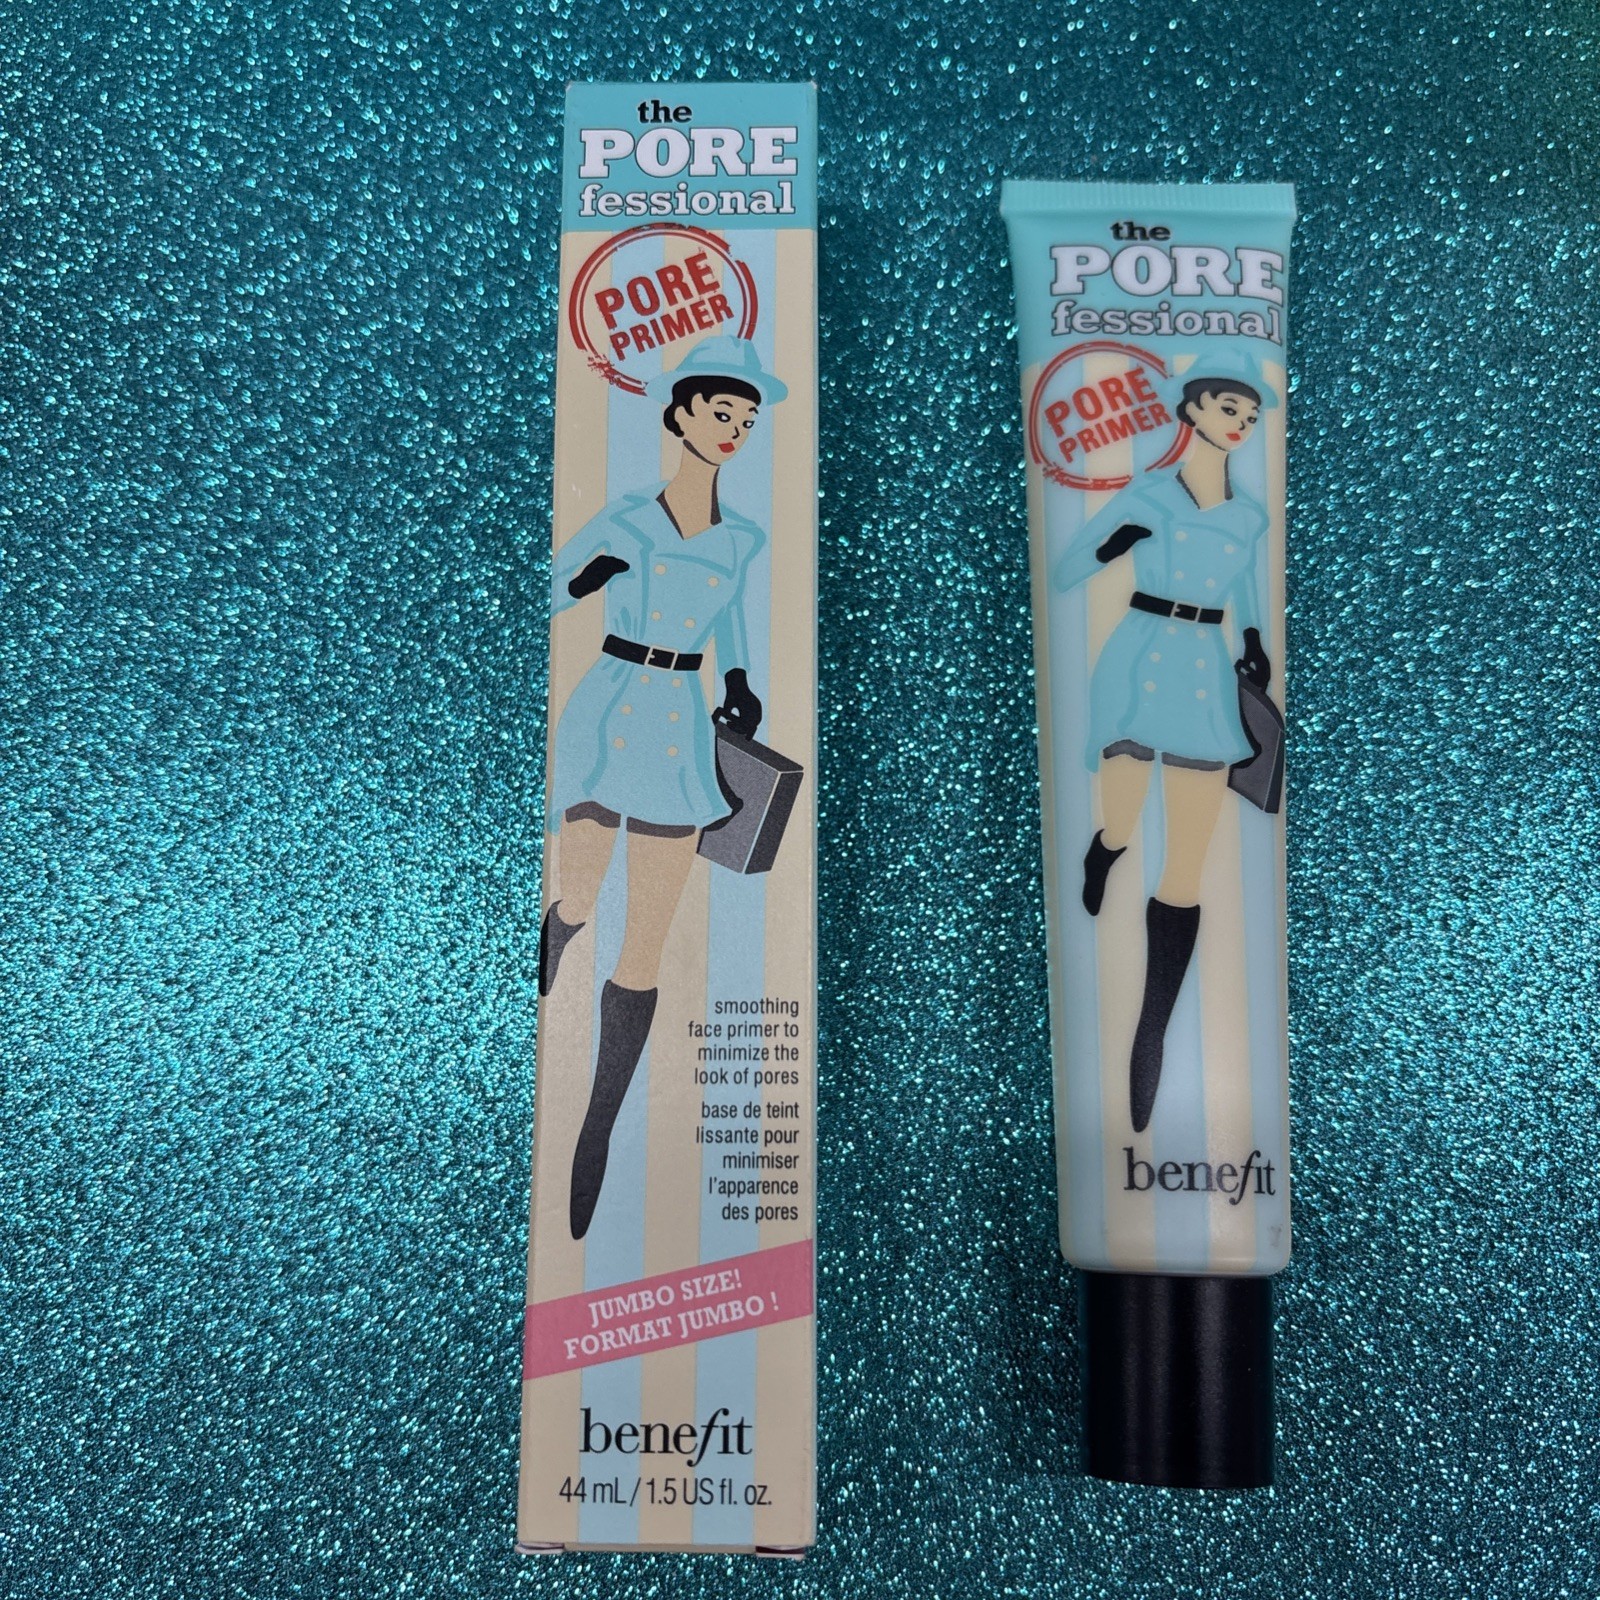 the
PORE
fessional
PORE
PRIMER
smoothing
face primer to
minimize the
look of pores
base de teint
lissante pour
minimiser
l'apparence
des pores
JUMBO SIZE!
FORMAT JUMBO !
benefit
44 mL / 1.5 US fl. oz.
the
PORE
fessional
PORE
PRIMER
benefit